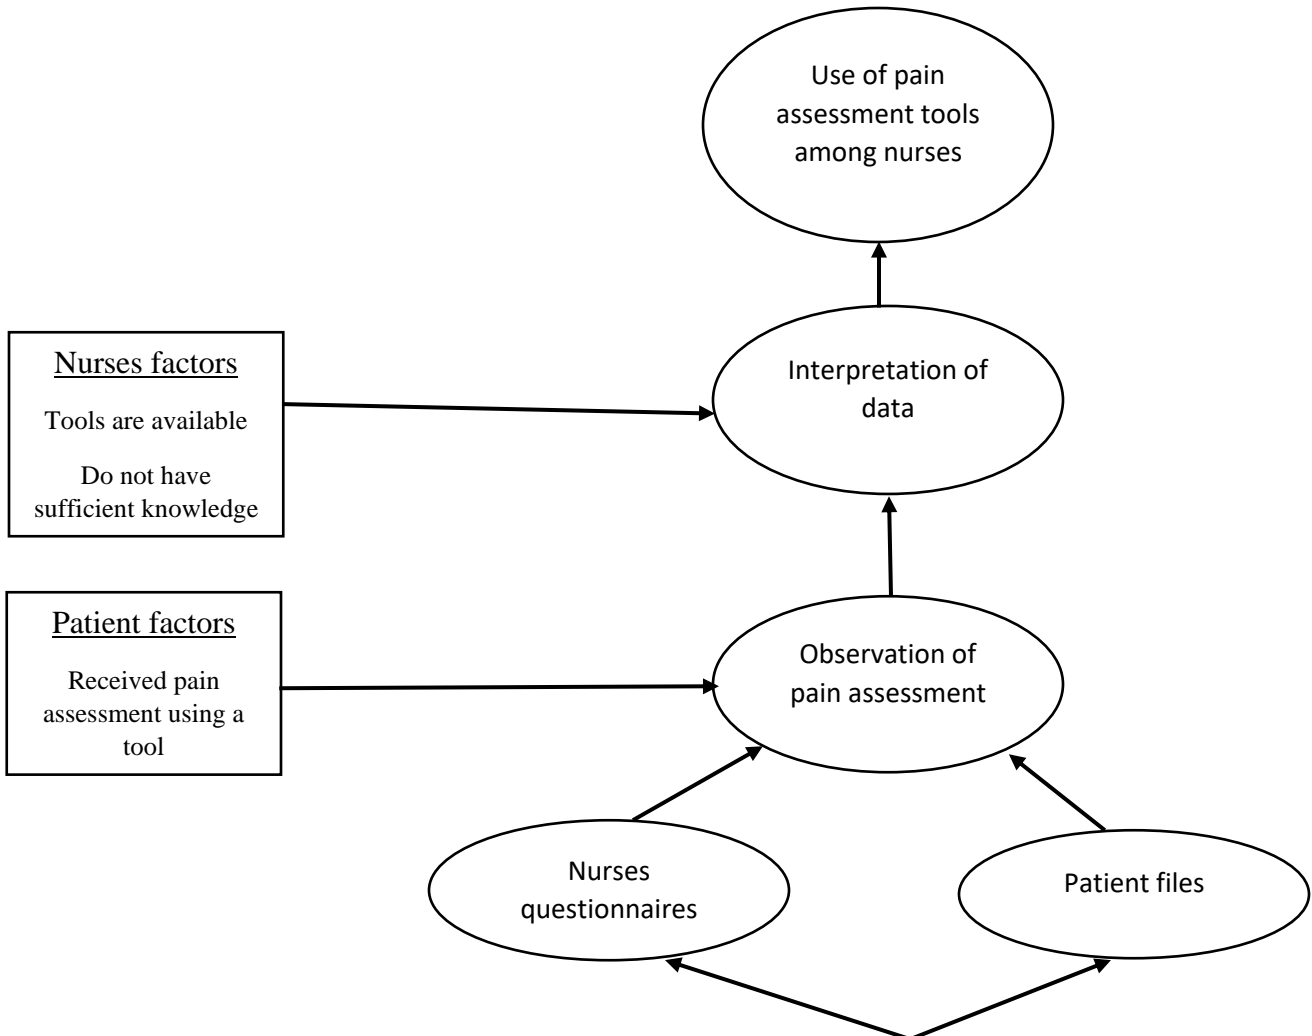 Use of pain
assessment tools
among nurses
Nurses factors
Tools are available
Do not have
sufficient knowledge
Interpretation of
data
Patient factors
Received pain
assessment using a
tool
Observation of
pain assessment
Nurses
questionnaires
Patient files